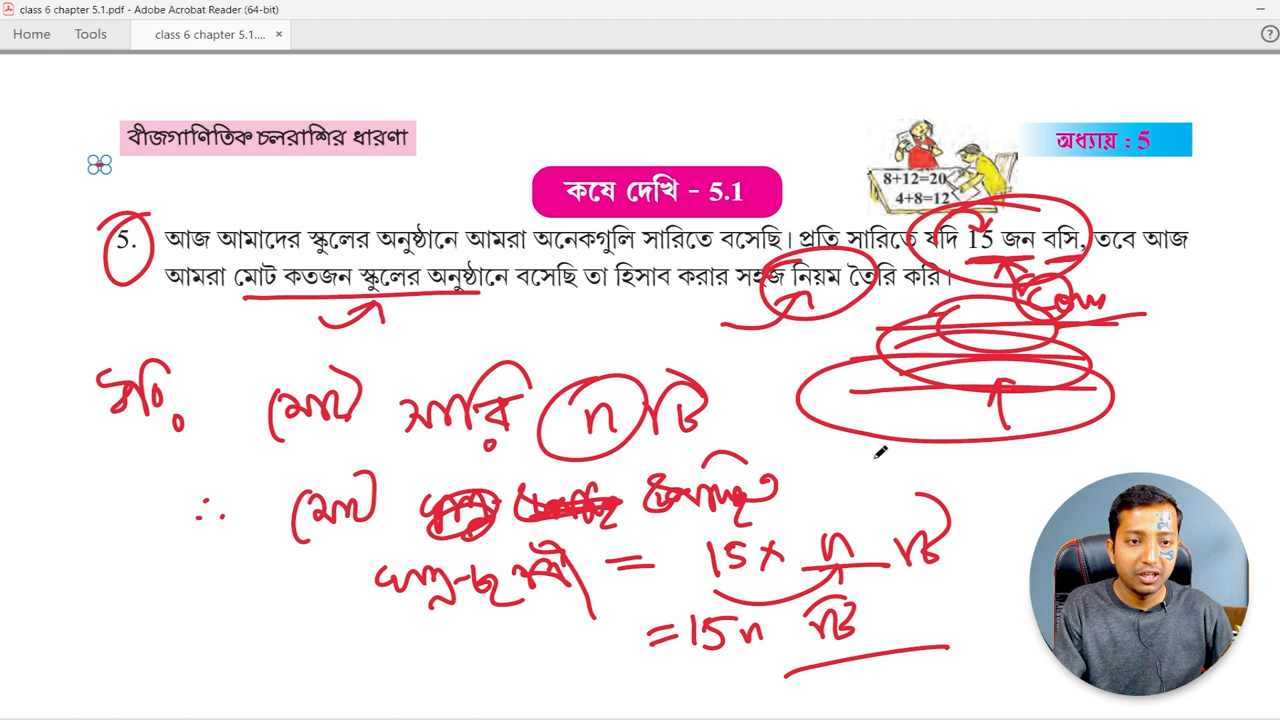 class 6 chapter 5.1.pdf - Adobe Acrobat Reader (64-bit)
Home Tools class 6 chapter 5.1.... ×
বীজগাণিতিক চলরাশির ধারণা
8+12=20
4+8=12
অধ্যায় : 5
কষে দেখি - 5.1
5. আজ আমাদের স্কুলের অনুষ্ঠানে আমরা অনেকগুলি সারিতে বসেছি। প্রতি সারিতে যদি 15 জন বসি, তবে আজ
আমরা মোট কতজন স্কুলের অনুষ্ঠানে বসেছি তা হিসাব করার সহজ নিয়ম তৈরি করি।
মোট সারি n টি
∴ মোট
= 15 × n টি
= 15n টি